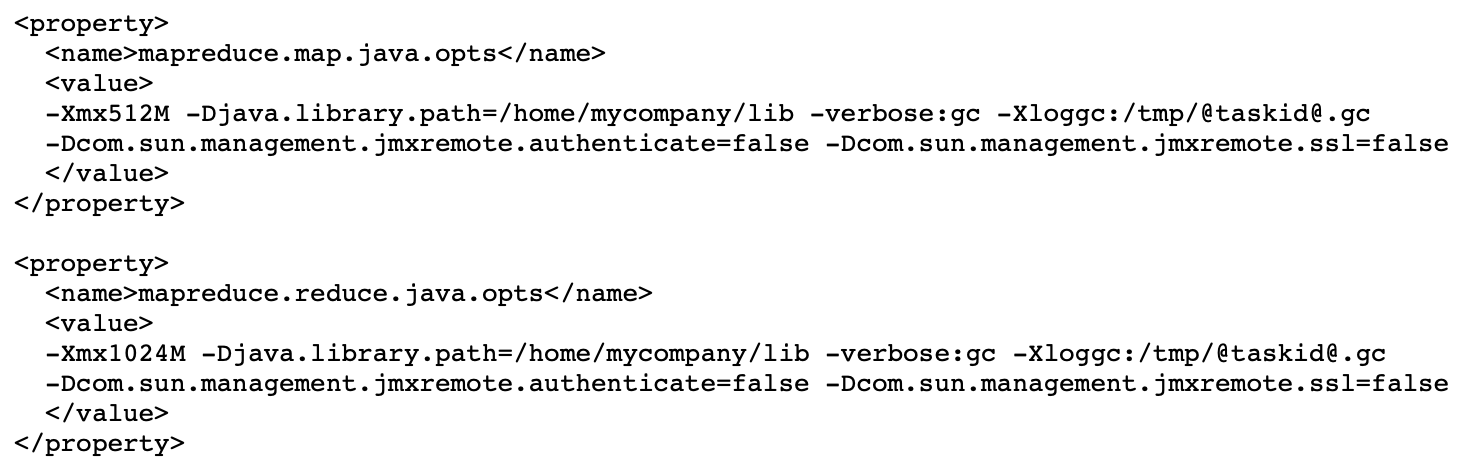 <property>
  <name>mapreduce.map.java.opts</name>
  <value>
  -Xmx512M -Djava.library.path=/home/mycompany/lib -verbose:gc -Xloggc:/tmp/@taskid@.gc
  -Dcom.sun.management.jmxremote.authenticate=false -Dcom.sun.management.jmxremote.ssl=false
  </value>
</property>

<property>
  <name>mapreduce.reduce.java.opts</name>
  <value>
  -Xmx1024M -Djava.library.path=/home/mycompany/lib -verbose:gc -Xloggc:/tmp/@taskid@.gc
  -Dcom.sun.management.jmxremote.authenticate=false -Dcom.sun.management.jmxremote.ssl=false
  </value>
</property>